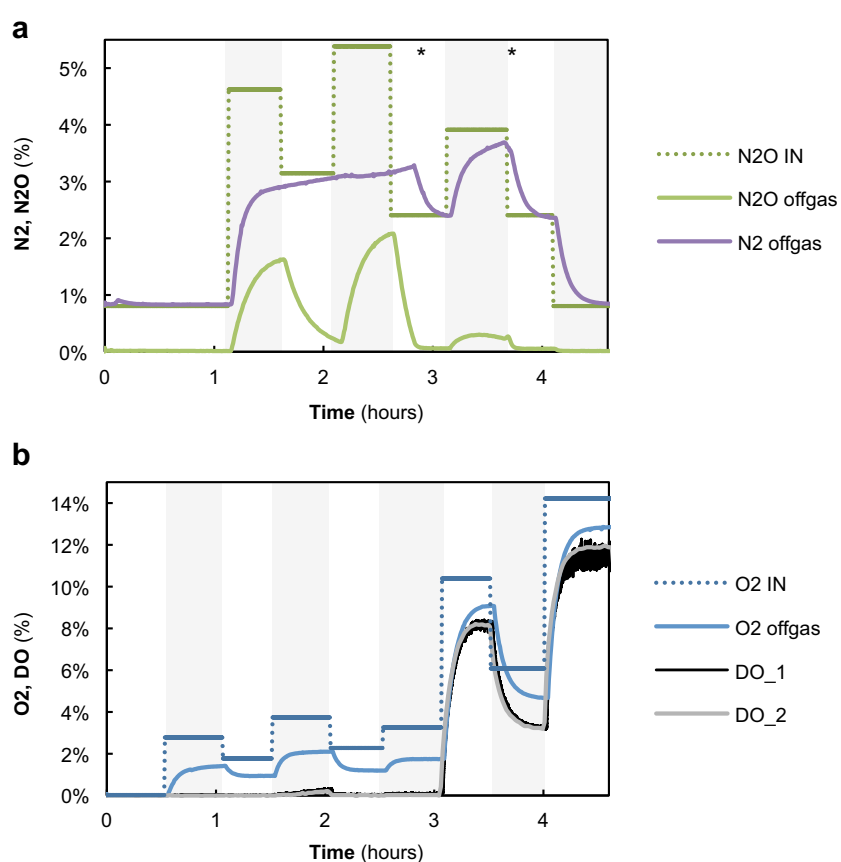 a
* *
5%
4%
3%
2%
1%
0%
N2, N2O (%)
0 1 2 3 4
Time (hours)
N2O IN
N2O offgas
N2 offgas
b
14%
12%
10%
8%
6%
4%
2%
0%
O2, DO (%)
0 1 2 3 4
Time (hours)
O2 IN
O2 offgas
DO_1
DO_2